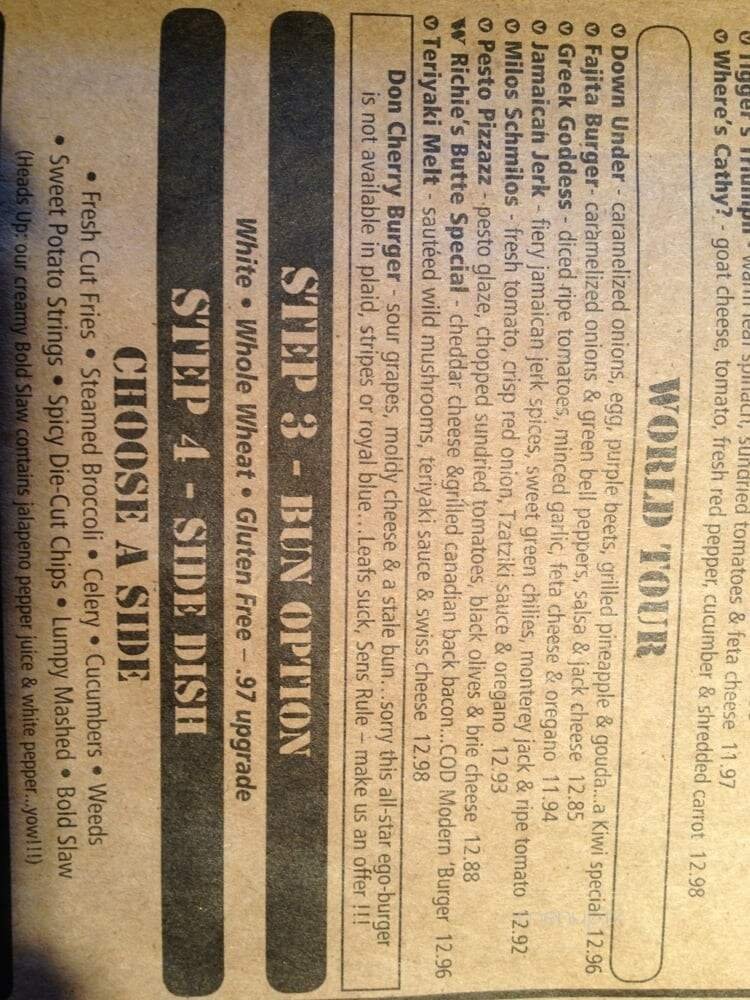 Tigger's Triumph - sundried tomatoes & feta cheese 11.97
Where's Cathy? - goat cheese, tomato, fresh red pepper, cucumber & shredded carrot 12.98
WORLD TOUR
Down Under - caramelized onions, egg, purple beets, grilled pineapple & gouda...a Kiwi special 12.96
Fajita Burger- caramelized onions & green bell peppers, salsa & jack cheese 12.85
Greek Goddess - diced ripe tomatoes, minced garlic, feta cheese & oregano 11.94
Jamaican Jerk - fiery jamaican jerk spices, sweet green chilies, monterey jack & ripe tomato 12.92
Milos Schmilos - fresh tomato, crisp red onion, Tzatziki sauce & oregano 12.93
Pesto Pizzazz - pesto glaze, chopped sundried tomatoes, black olives & brie cheese 12.88
W Richie's Butte Special - cheddar cheese &grilled canadian back bacon...COD Modern 'Burger 12.96
Teriyaki Melt - sautéed wild mushrooms, teriyaki sauce & swiss cheese 12.98
Don Cherry Burger - sour grapes, moldy cheese & a stale bun...sorry this all-star ego-burger
is not available in plaid, stripes or royal blue... Leafs suck, Sens Rule – make us an offer !!!
STEP 3 - BUN OPTION
White • Whole Wheat • Gluten Free – .97 upgrade
STEP 4 - SIDE DISH
CHOOSE A SIDE
• Fresh Cut Fries • Steamed Broccoli • Celery • Cucumbers • Weeds
• Sweet Potato Strings • Spicy Die-Cut Chips • Lumpy Mashed • Bold Slaw
(Heads Up: our creamy Bold Slaw contains jalapeno pepper juice & white pepper...yow!!!)